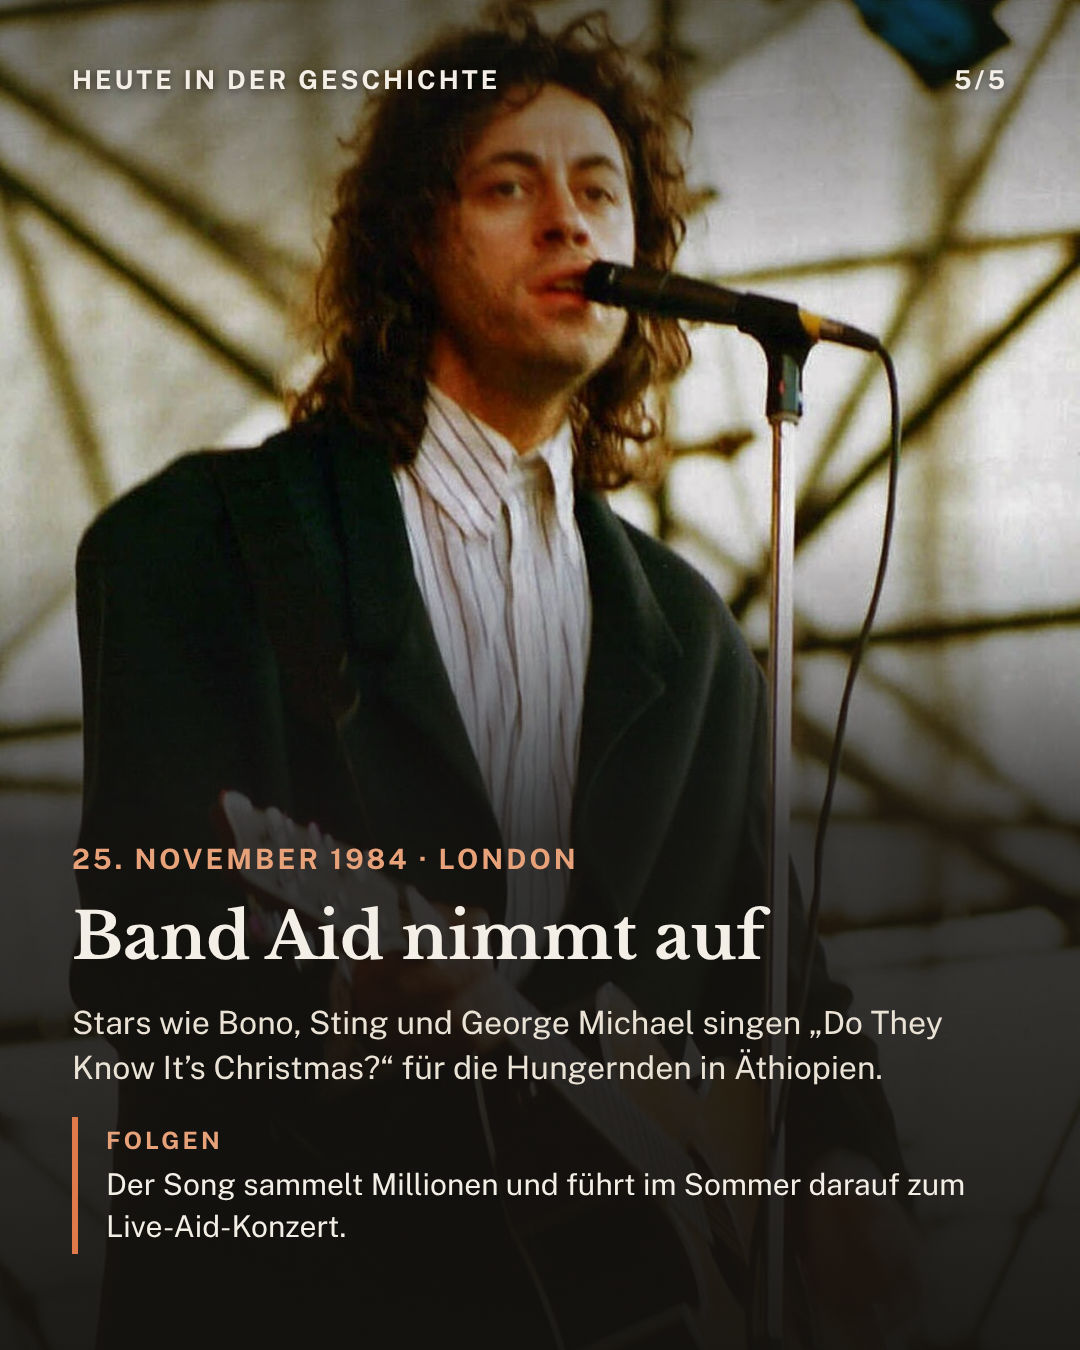 HEUTE IN DER GESCHICHTE
5/5
25. NOVEMBER 1984 · LONDON
Band Aid nimmt auf
Stars wie Bono, Sting und George Michael singen „Do They
Know It’s Christmas?“ für die Hungernden in Äthiopien.
FOLGEN
Der Song sammelt Millionen und führt im Sommer darauf zum
Live-Aid-Konzert.